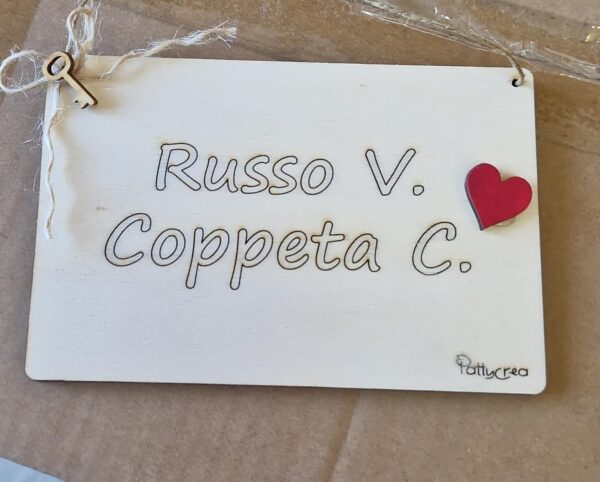 Russo V.
Coppeta C.
Pattycrea